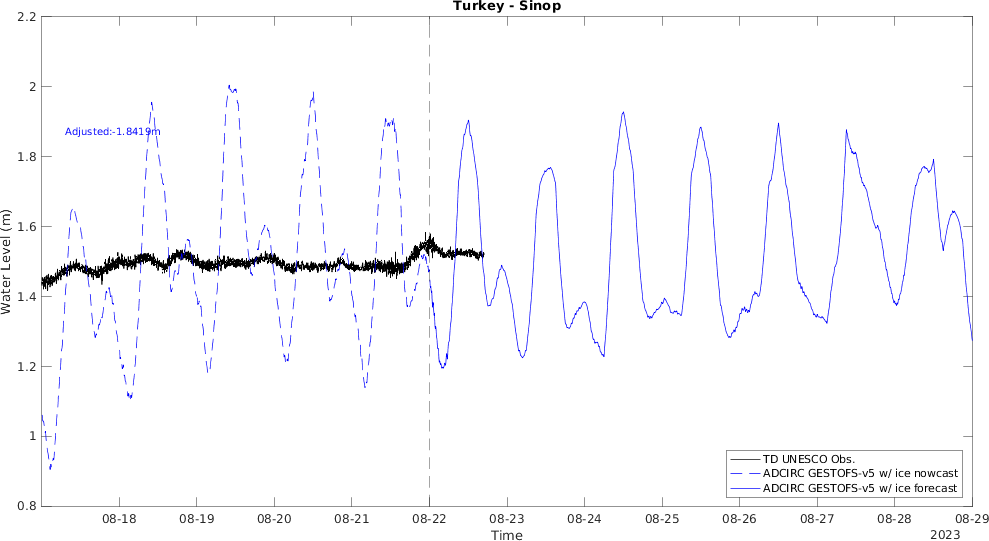 Turkey - Sinop
2.2
2
1.8
1.6
1.4
1.2
1
0.8
Water Level (m)
Adjusted:-1.8419m
TD UNESCO Obs.
ADCIRC GESTOFS-v5 w/ ice nowcast
ADCIRC GESTOFS-v5 w/ ice forecast
08-18 08-19 08-20 08-21 08-22 08-23 08-24 08-25 08-26 08-27 08-28 08-29
Time
2023